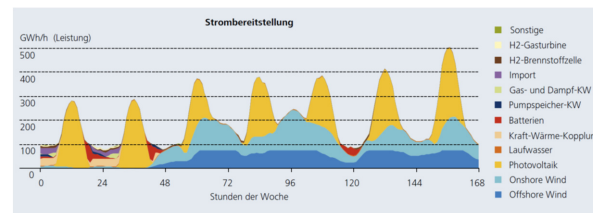 Strombereitstellung
GWh/h (Leistung)
500
400
300
200
100
0
0 24 48 72 96 120 144 168
Stunden der Woche
Sonstige
H2-Gasturbine
H2-Brennstoffzelle
Import
Gas- und Dampf-KW
Pumpspeicher-KW
Batterien
Kraft-Wärme-Kopplun
Laufwasser
Photovoltaik
Onshore Wind
Offshore Wind